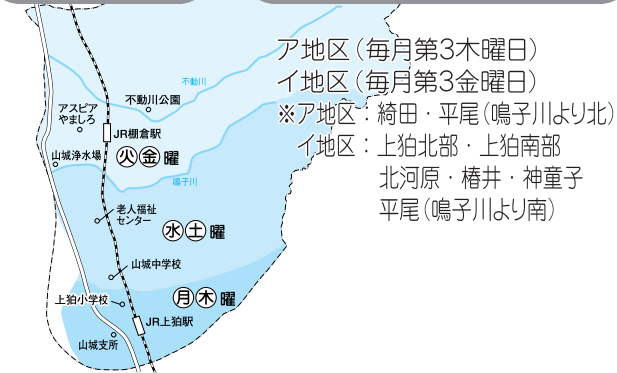 ア地区(毎月第3木曜日)
イ地区(毎月第3金曜日)
※ア地区:綺田・平尾(鳴子川より北)
イ地区:上狛北部・上狛南部
北河原・椿井・神童子
平尾(鳴子川より南)
不動川
不動川公園
アスピア
やましろ
JR棚倉駅
山城浄水場
火金曜
鳴子川
老人福祉
センター
水土曜
山城中学校
月木曜
上狛小学校
JR上狛駅
山城支所